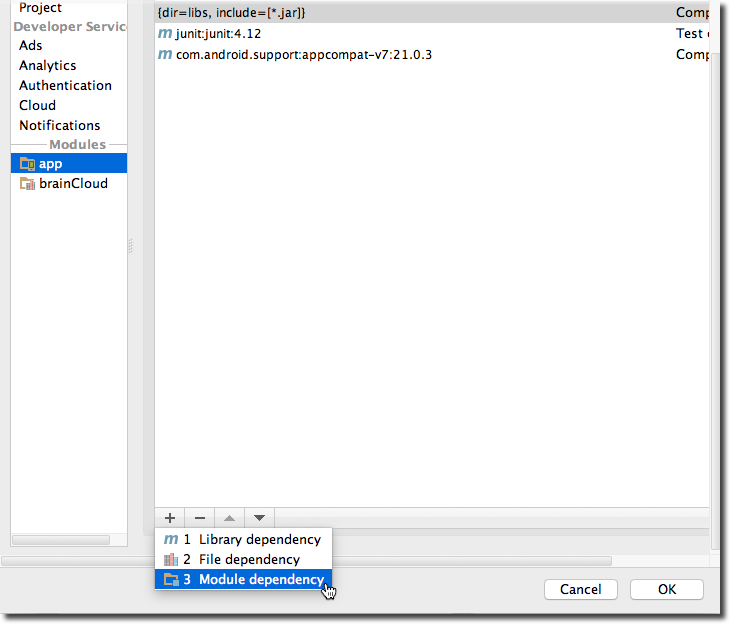 Project
Developer Servic
Ads
Analytics
Authentication
Cloud
Notifications
Modules
app
brainCloud
{dir=libs, include=[*.jar]} Comp
m junit:junit:4.12 Test
m com.android.support:appcompat-v7:21.0.3 Comp
m 1 Library dependency
2 File dependency
3 Module dependency
Cancel OK